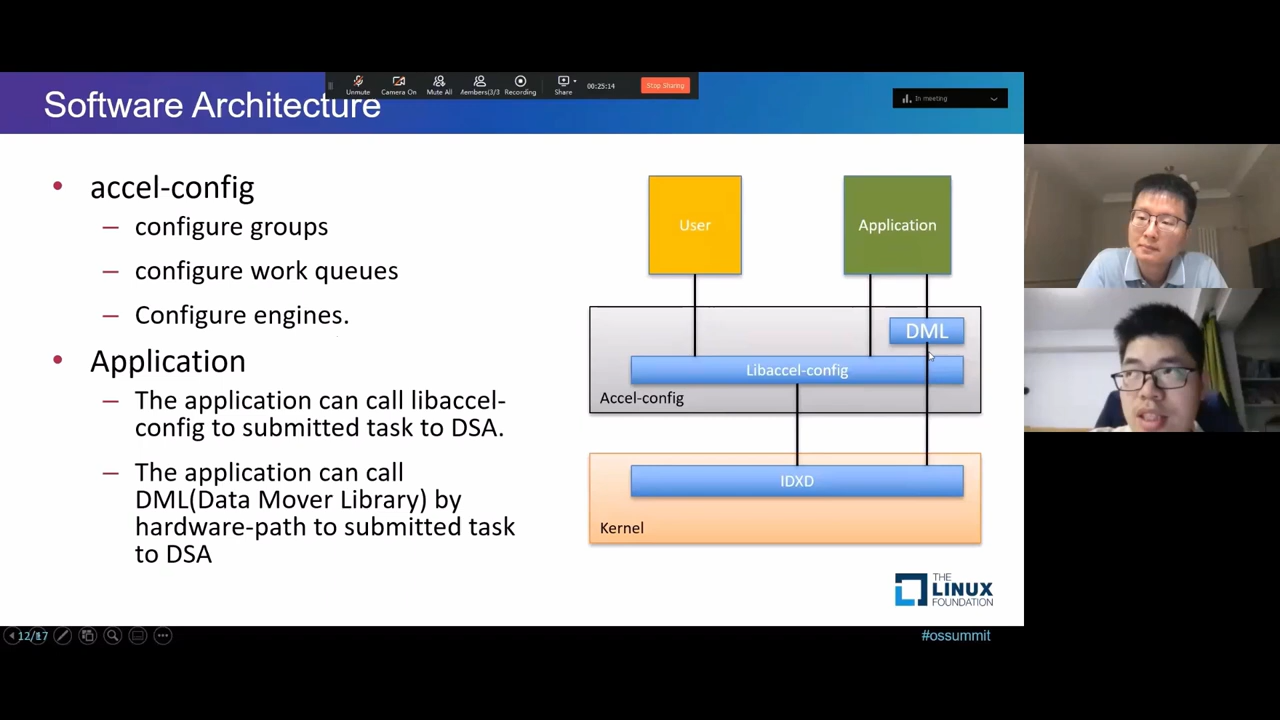 Unmute
Camera On
Mute All
Members(3/3
Recording
Share
00:25:14
Stop Sharing
In meeting
Software Architecture
• accel-config
– configure groups
– configure work queues
– Configure engines.
• Application
– The application can call libaccel-
config to submitted task to DSA.
– The application can call
DML(Data Mover Library) by
hardware-path to submitted task
to DSA
User
Application
DML
Libaccel-config
Accel-config
IDXD
Kernel
THE
LINUX
FOUNDATION
12/17
#ossummit